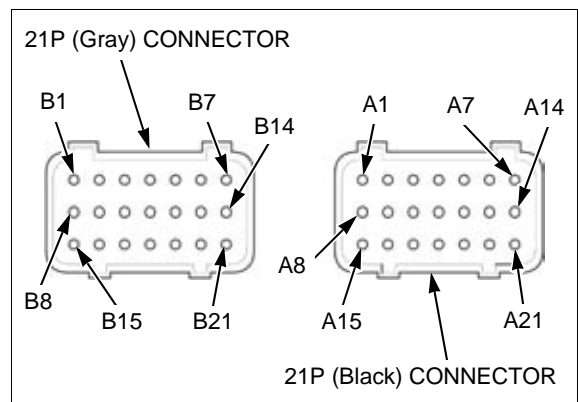 21P (Gray) CONNECTOR
B1
B7
B14
A1
A7
A14
B8
B15
B21
A8
A15
A21
21P (Black) CONNECTOR